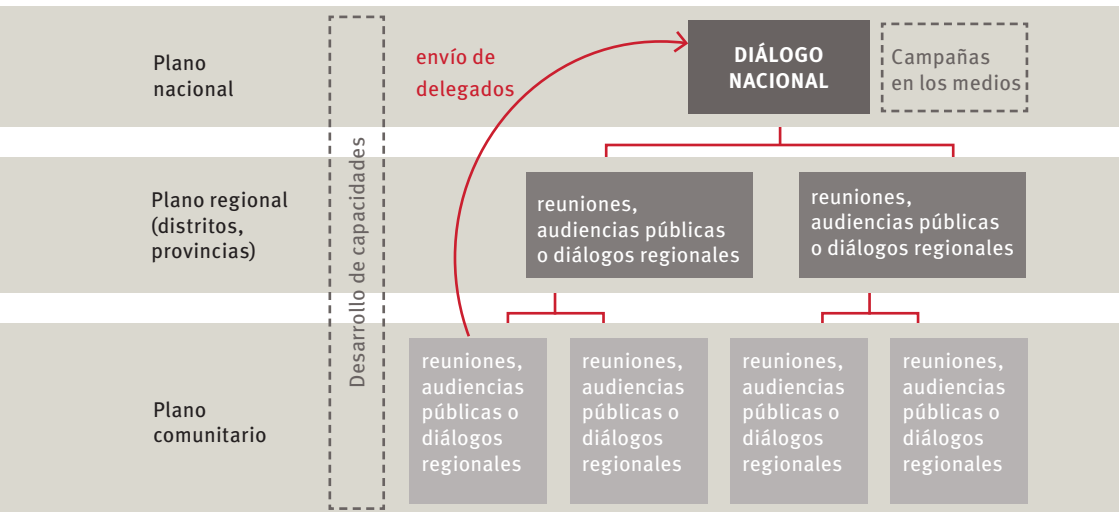 Plano
nacional
envío de
delegados
DIÁLOGO
NACIONAL
Campañas
en los medios
Desarrollo de capacidades
Plano regional
(distritos,
provincias)
reuniones,
audiencias públicas
o diálogos regionales
reuniones,
audiencias públicas
o diálogos regionales
Plano
comunitario
reuniones,
audiencias
públicas o
diálogos
regionales
reuniones,
audiencias
públicas o
diálogos
regionales
reuniones,
audiencias
públicas o
diálogos
regionales
reuniones,
audiencias
públicas o
diálogos
regionales